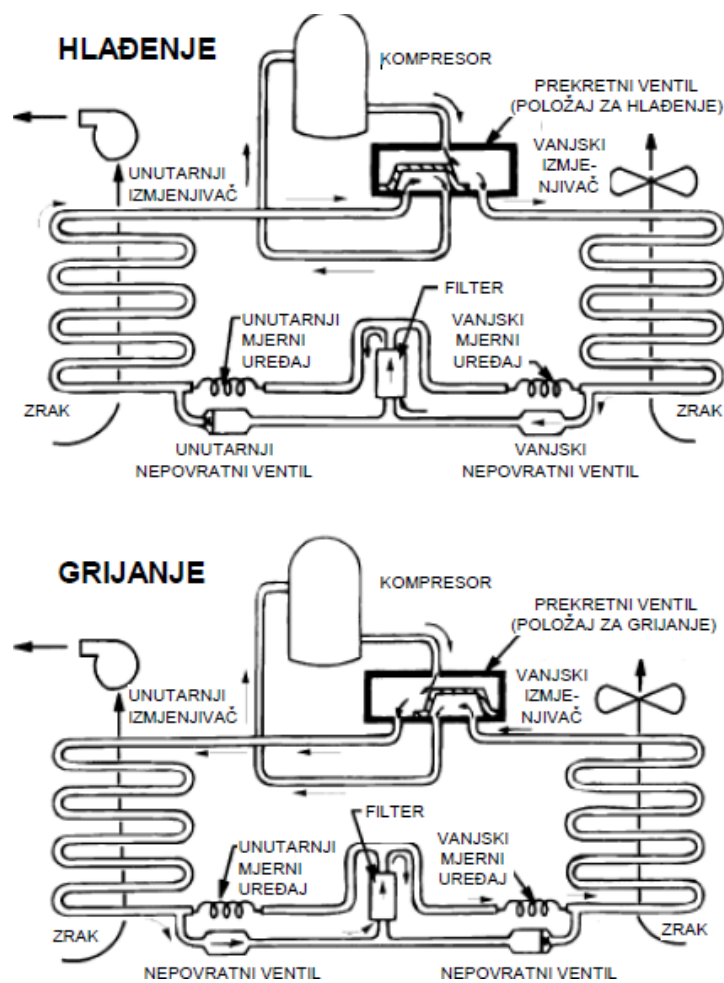 HLAĐENJE
KOMPRESOR
PREKRETNI VENTIL
(POLOŽAJ ZA HLAĐENJE)
UNUTARNJI
IZMJENJIVAČ
VANJSKI
IZMJE-
NJIVAČ
FILTER
UNUTARNJI
MJERNI
UREĐAJ
VANJSKI
MJERNI
UREĐAJ
ZRAK
ZRAK
UNUTARNJI
NEPOVRATNI VENTIL
VANJSKI
NEPOVRATNI VENTIL
GRIJANJE
KOMPRESOR
PREKRETNI VENTIL
(POLOŽAJ ZA GRIJANJE)
UNUTARNJI
IZMJENJIVAČ
VANJSKI
IZMJE-
NJIVAČ
FILTER
UNUTARNJI
MJERNI
UREĐAJ
VANJSKI
MJERNI
UREĐAJ
ZRAK
ZRAK
NEPOVRATNI VENTIL
NEPOVRATNI VENTIL